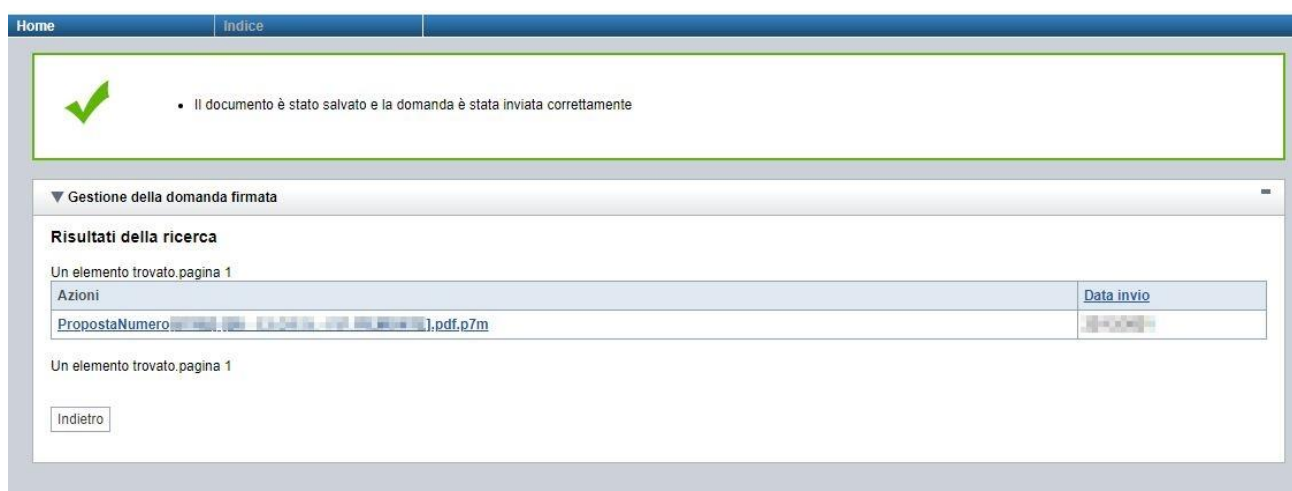 Home Indice
Il documento è stato salvato e la domanda è stata inviata correttamente
Gestione della domanda firmata
Risultati della ricerca
Un elemento trovato.pagina 1
Azioni Data invio
PropostaNumero ].pdf.p7m
Un elemento trovato.pagina 1
Indietro